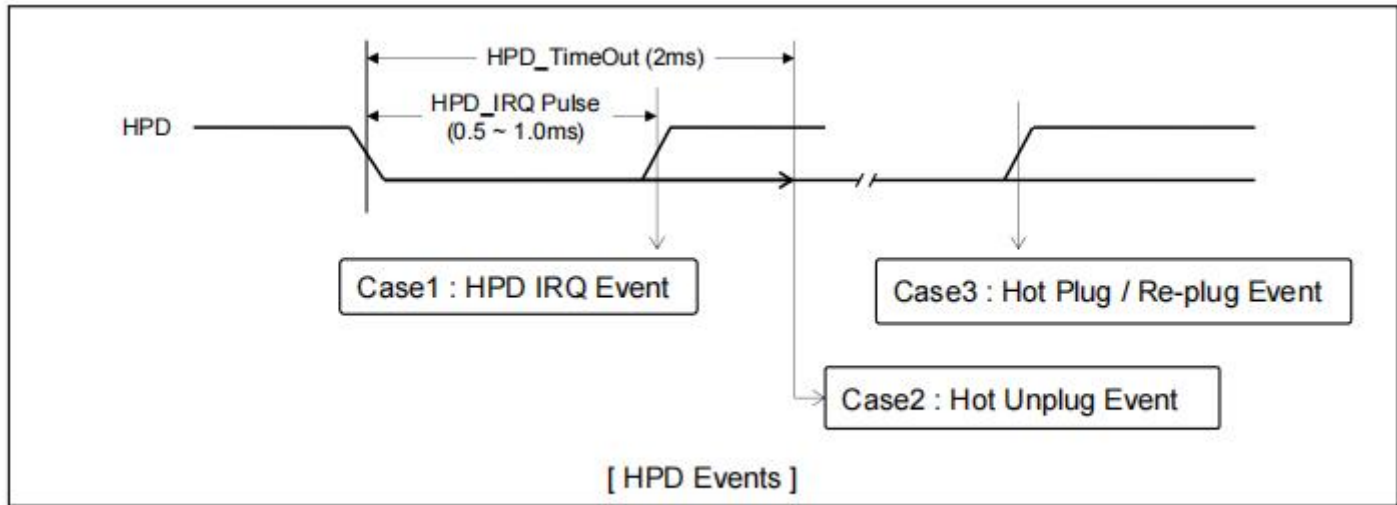 HPD_TimeOut (2ms)
HPD_IRQ Pulse
(0.5 ~ 1.0ms)
HPD
Case1 : HPD IRQ Event
Case3 : Hot Plug / Re-plug Event
Case2 : Hot Unplug Event
[ HPD Events ]